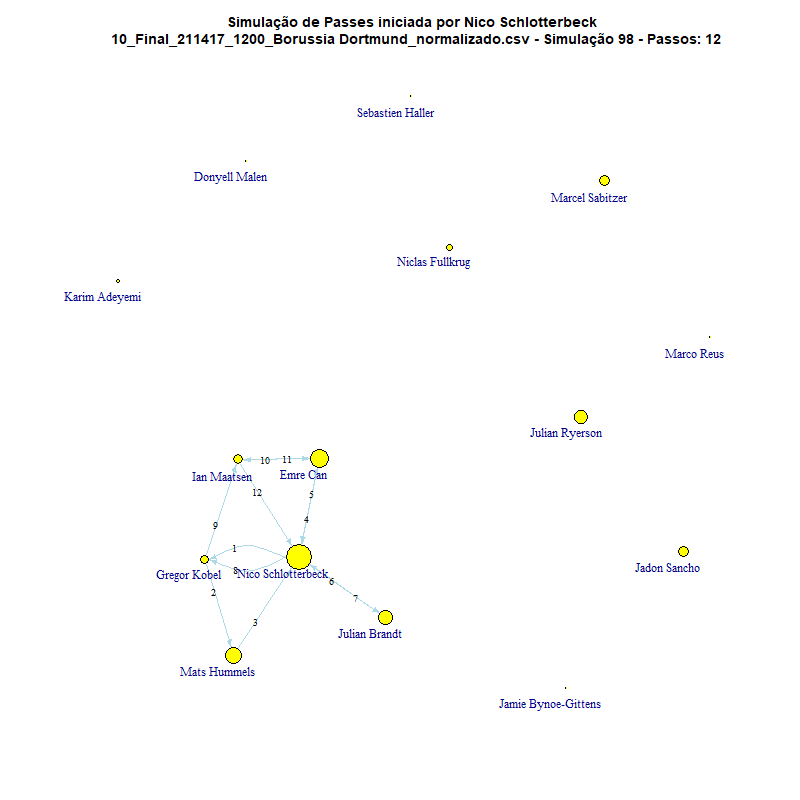 Simulação de Passes iniciada por Nico Schlotterbeck
10_Final_211417_1200_Borussia Dortmund_normalizado.csv - Simulação 98 - Passos: 12
Sebastien Haller
Donyell Malen
Marcel Sabitzer
Niclas Fullkrug
Karim Adeyemi
Marco Reus
Julian Ryerson
10
11
Ian Maatsen
Emre Can
12
5
4
9
1
8
Gregor Kobel
Nico Schlotterbeck
Jadon Sancho
6
2
7
3
Julian Brandt
Mats Hummels
Jamie Bynoe-Gittens